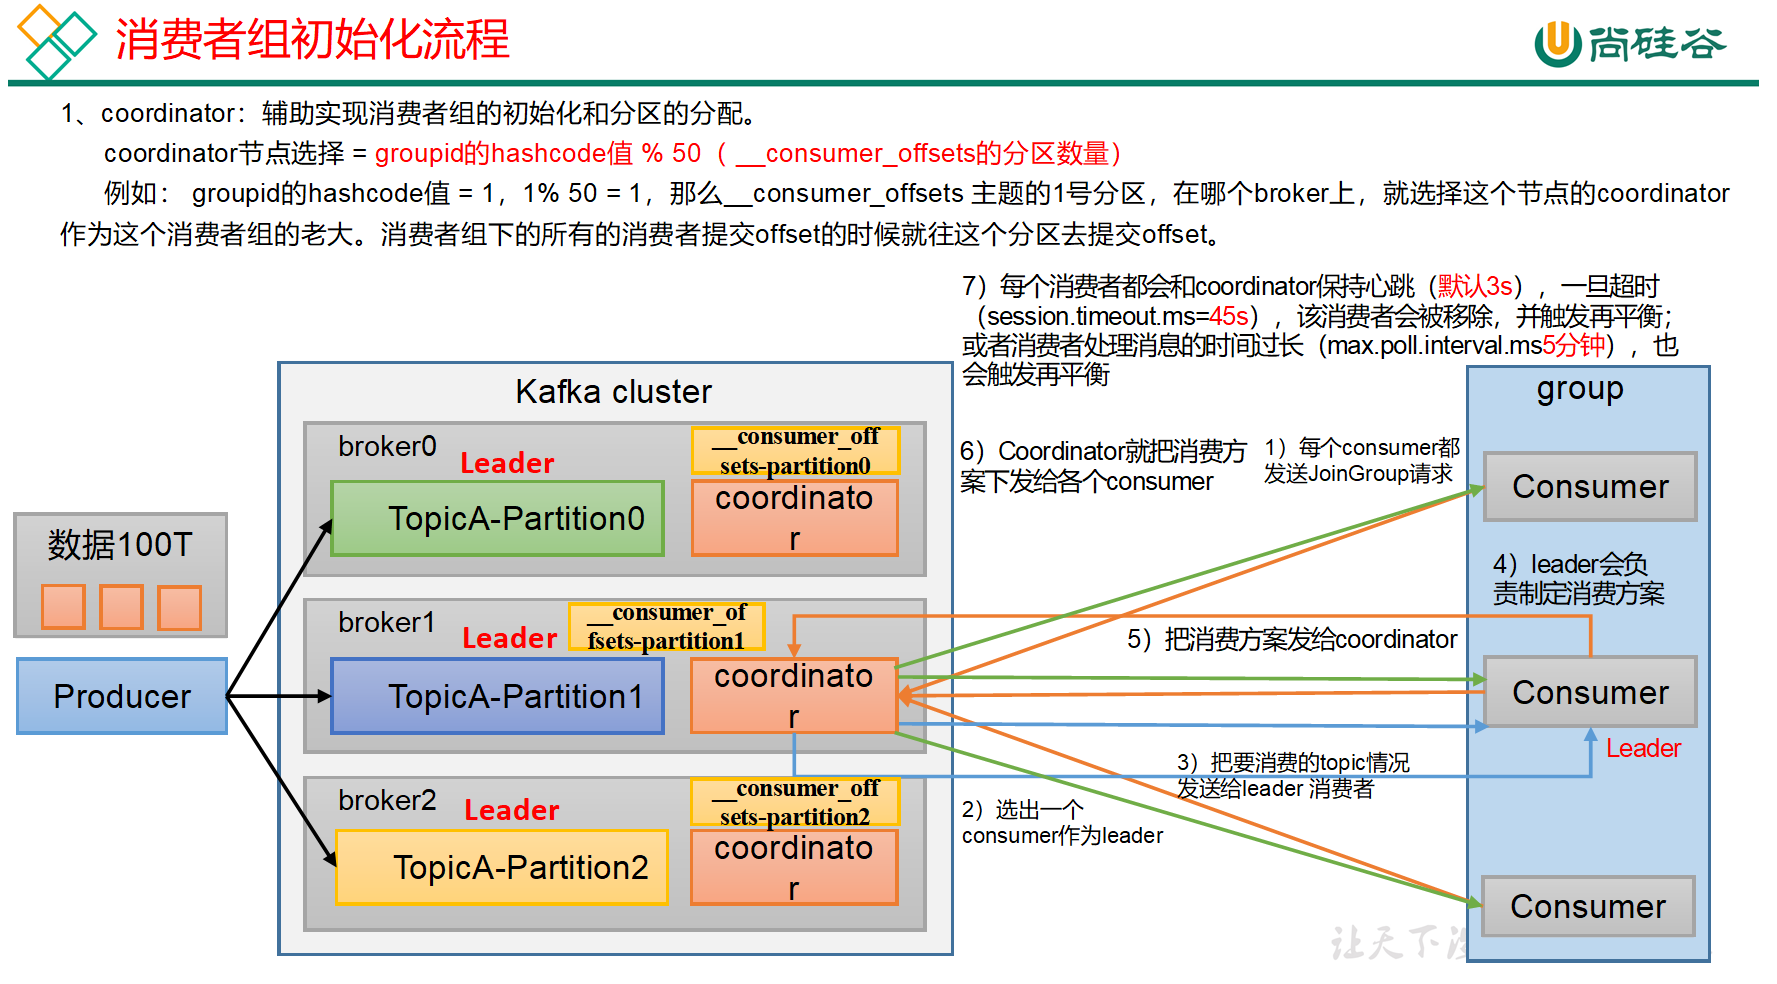 消费者组初始化流程
尚硅谷
1、coordinator：辅助实现消费者组的初始化和分区的分配。
coordinator节点选择 = groupid的hashcode值 % 50（ __consumer_offsets的分区数量）
例如： groupid的hashcode值 = 1，1% 50 = 1，那么__consumer_offsets 主题的1号分区，在哪个broker上，就选择这个节点的coordinator
作为这个消费者组的老大。消费者组下的所有的消费者提交offset的时候就往这个分区去提交offset。
7）每个消费者都会和coordinator保持心跳（默认3s），一旦超时
（session.timeout.ms=45s），该消费者会被移除，并触发再平衡；
或者消费者处理消息的时间过长（max.poll.interval.ms5分钟），也
会触发再平衡
Kafka cluster
group
broker0
Leader
__consumer_off
sets-partition0
TopicA-Partition0
coordinato
r
6）Coordinator就把消费方
案下发给各个consumer
1）每个consumer都
发送JoinGroup请求
Consumer
数据100T
4）leader会负
责制定消费方案
broker1
Leader
__consumer_of
fsets-partition1
5）把消费方案发给coordinator
Producer
TopicA-Partition1
coordinato
r
Consumer
Leader
3）把要消费的topic情况
发送给leader 消费者
broker2
Leader
__consumer_off
sets-partition2
2）选出一个
consumer作为leader
TopicA-Partition2
coordinato
r
Consumer
让天下没